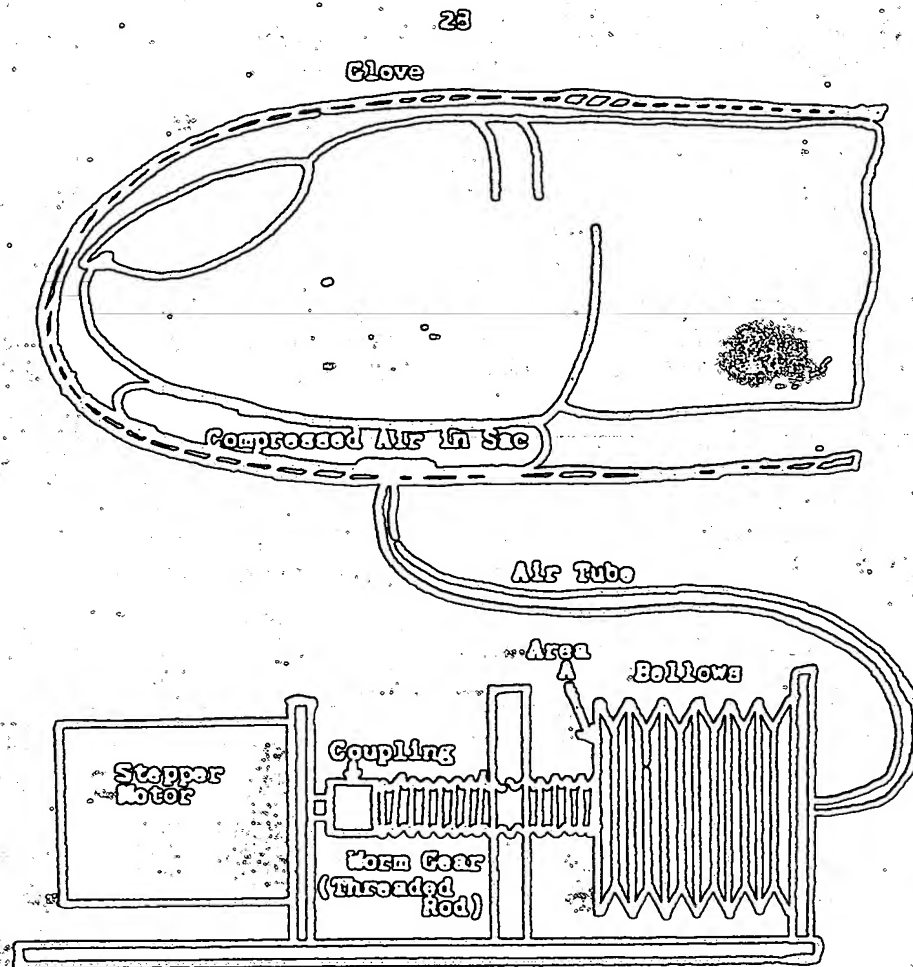 23
Glove
Compressed Air in Sac
Air Tube
Area
A
Bellows
Coupling
Stepper
Motor
Worm Gear
(Threaded
Rod)